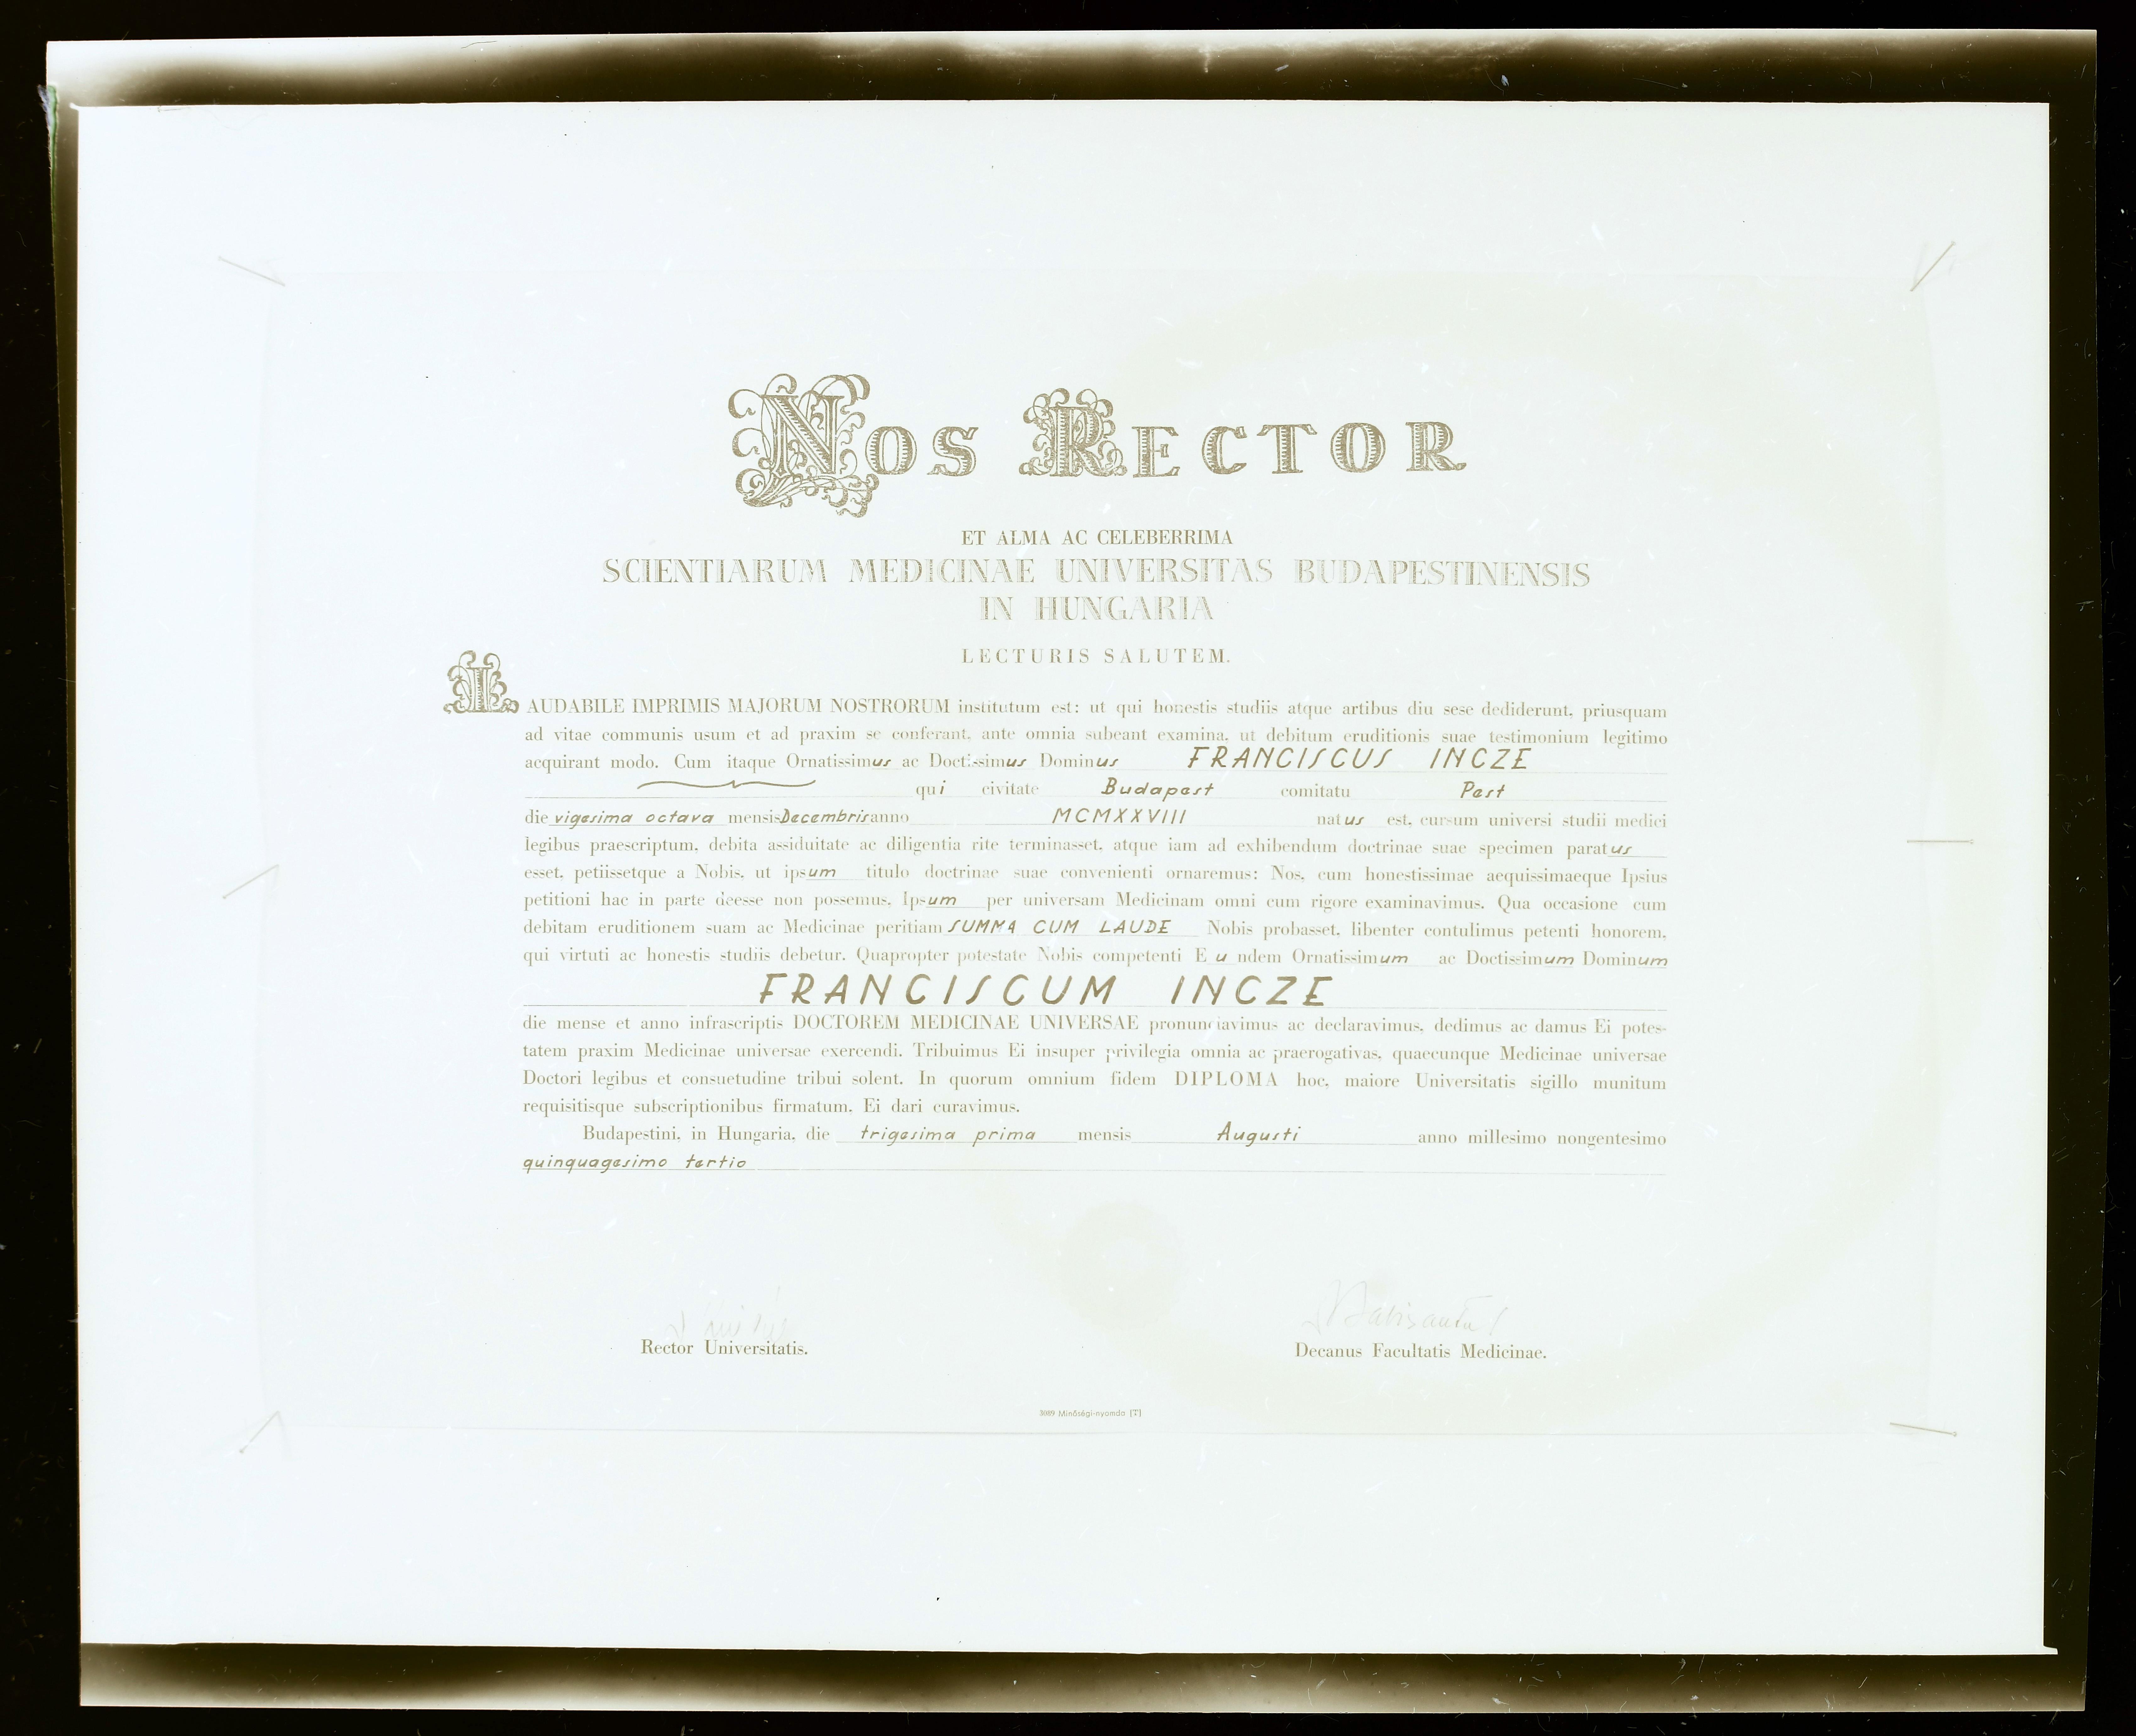 NOS RECTOR
ET ALMA AC CELEBERRIMA
SCIENTIARUM MEDICINAE UNIVERSITAS BUDAPESTINENSIS
IN HUNGARIA
LECTURIS SALUTEM.
LAUDABILE IMPRIMIS MAJORUM NOSTRORUM institutum est: ut qui honestis studiis atque artibus diu sese dediderunt, priusquam
ad vitae communis usum et ad praxim se conferant, ante omnia subeant examina, ut debitum eruditionis suae testimonium legitimo
acquirant modo. Cum itaque Ornatissimus ac Doctissimus Dominus FRANCISCUS INCZE
qui civitate Budapest comitatu Pest
die vigesima octava mensis Decembris anno MCMXXVIII natus est, cursum universi studii medici
legibus praescriptum, debita assiduitate ac diligentia rite terminasset, atque iam ad exhibendum doctrinae suae specimen paratus
esset, petiissetque a Nobis, ut ipsum titulo doctrinae suae convenienti ornaremus: Nos, cum honestissimae aequissimaeque Ipsius
petitioni hac in parte deesse non possemus, Ipsum per universam Medicinam omni cum rigore examinavimus. Qua occasione cum
debitam eruditionem suam ac Medicinae peritiam SUMMA CUM LAUDE Nobis probasset, libenter contulimus petenti honorem,
qui virtuti ac honestis studiis debetur. Quapropter potestate Nobis competenti Eundem Ornatissimum ac Doctissimum Dominum
FRANCISCUM INCZE
die mense et anno infrascriptis DOCTOREM MEDICINAE UNIVERSAE pronunciavimus ac declaravimus, dedimus ac damus Ei potes-
tatem praxim Medicinae universae exercendi. Tribuimus Ei insuper privilegia omnia ac praerogativas, quaecunque Medicinae universae
Doctori legibus et consuetudine tribui solent. In quorum omnium fidem DIPLOMA hoc, maiore Universitatis sigillo munitum
requisitisque subscriptionibus firmatum, Ei dari curavimus.
Budapestini, in Hungaria, die trigesima prima mensis Augusti anno millesimo nongentesimo
quinquagesimo tertio
Rector Universitatis.
Decanus Facultatis Medicinae.
3089 Minőségi-nyomda (T)